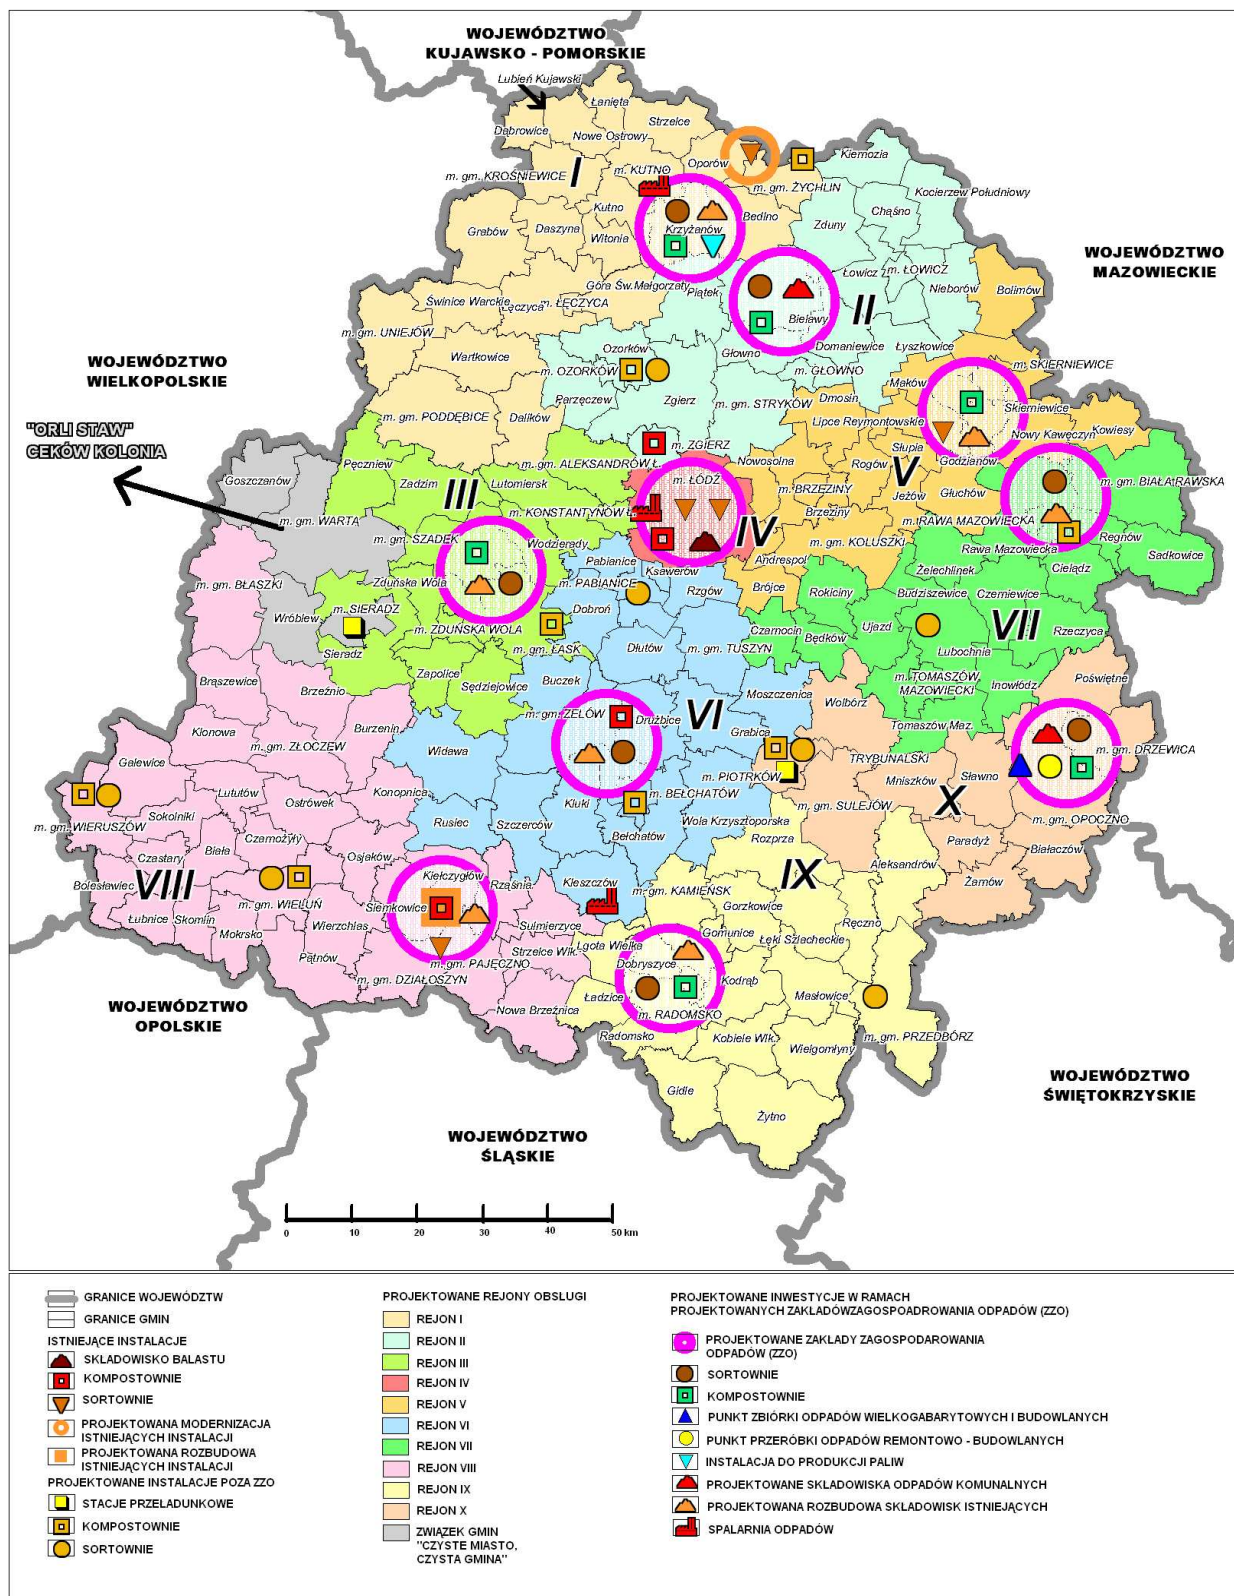 WOJEWÓDZTWO
KUJAWSKO - POMORSKIE
Lubień Kujawski
Łanięta
Dąbrowice
Nowe Ostrowy
Strzelce
I
m. gm. KROŚNIEWICE
m. KUTNO
Oporów
m. gm. ŻYCHLIN
Kiernozia
Kocierzew Południowy
Kutno
Krzyżanów
Bedlno
Zduny
Chąśno
Grabów
Daszyna
Witonia
WOJEWÓDZTWO
MAZOWIECKIE
Łowicz
m. ŁOWICZ
Nieborów
Bolimów
Góra Św.Małgorzaty
Piątek
Świnice Warckie
Łęczyca
m. ŁĘCZYCA
Bielawy
II
m. gm. UNIEJÓW
Domaniewice
Łyszkowice
WOJEWÓDZTWO
WIELKOPOLSKIE
Wartkowice
Ozorków
m. OZORKÓW
Głowno
m. GŁOWNO
m. SKIERNIEWICE
Maków
Parzęczew
Zgierz
m. gm. STRYKÓW
Dmosin
Skierniewice
m. gm. PODDĘBICE
Dalików
Lipce Reymontowskie
Słupia
Nowy Kawęczyn
Kowiesy
"ORLI STAW"
CEKÓW KOLONIA
m. ZGIERZ
Godzianów
Pęczniew
Zadzim
m. gm. ALEKSANDRÓW Ł.
Lutomiersk
Nowosolna
Rogów
V
Goszczanów
m. ŁÓDŹ
m. BRZEZINY
Jeżów
Głuchów
m. gm. BIAŁA RAWSKA
III
m. KONSTANTYNÓW Ł.
Brzeziny
m. RAWA MAZOWIECKA
m. gm. WARTA
m. gm. SZADEK
Wodzierady
IV
m. gm. KOLUSZKI
Regnów
Rawa Mazowiecka
Sadkowice
Pabianice
Ksawerów
Andrespol
Żelechlinek
Cielądz
m. gm. BŁASZKI
Zduńska Wola
m. PABIANICE
Rzgów
Brójce
Rokiciny
Budziszewice
Czerniewice
Wróblew
m. SIERADZ
Dobroń
m. ZDUŃSKA WOLA
Czarnocin
Będków
Ujazd
VII
Rzeczyca
Sieradz
m. gm. ŁASK
Dłutów
m. gm. TUSZYN
Lubochnia
Brąszewice
Brzeźnio
Zapolice
Sędziejowice
Buczek
Moszczenica
Wolbórz
m. TOMASZÓW
MAZOWIECKI
Inowłódz
Poświętne
Klonowa
Burzenin
m. gm. ZELÓW
Drużbice
VI
Grabica
Tomaszów Maz.
m. gm. ZŁOCZEW
Widawa
TRYBUNALSKI
m. gm. DRZEWICA
Galewice
m. PIOTRKÓW
Mniszków
Sławno
Lututów
Ostrówek
Konopnica
Kluki
m. BEŁCHATÓW
m. gm. SULEJÓW
X
m. gm. OPOCZNO
Sokolniki
m. gm. WIERUSZÓW
Czarnożyły
Rusiec
Szczerców
Bełchatów
Wola Krzysztoporska
Rozprza
Paradyż
Białaczów
Czastary
Biała
Osjaków
Aleksandrów
Bolesławiec
VIII
Kiełczygłów
Rząśnia
Kleszczów
m. gm. KAMIEŃSK
IX
Żarnów
m. gm. WIELUŃ
Siemkowice
Gorzkowice
Łubnice
Skomlin
Mokrsko
Wierzchlas
Sulmierzyce
Ręczno
Pątnów
m. gm. PAJĘCZNO
Strzelce Wlk.
Lgota Wielka
Dobryszyce
Gomunice
Łęki Szlacheckie
m. gm. DZIAŁOSZYN
Kodrąb
Masłowice
WOJEWÓDZTWO
OPOLSKIE
Nowa Brzeźnica
Ładzice
m. RADOMSKO
Radomsko
Kobiele Wlk.
Wielgomłyny
m. gm. PRZEDBÓRZ
Gidle
Żytno
WOJEWÓDZTWO
ŚWIĘTOKRZYSKIE
WOJEWÓDZTWO
ŚLĄSKIE
0 10 20 30 40 50 km
GRANICE WOJEWÓDZTW
GRANICE GMIN
ISTNIEJĄCE INSTALACJE
SKŁADOWISKO BALASTU
KOMPOSTOWNIE
SORTOWNIE
PROJEKTOWANA MODERNIZACJA
ISTNIEJĄCYCH INSTALACJI
PROJEKTOWANA ROZBUDOWA
ISTNIEJĄCYCH INSTALACJI
PROJEKTOWANE INSTALACJE POZA ZZO
STACJE PRZEŁADUNKOWE
KOMPOSTOWNIE
SORTOWNIE
PROJEKTOWANE REJONY OBSŁUGI
REJON I
REJON II
REJON III
REJON IV
REJON V
REJON VI
REJON VII
REJON VIII
REJON IX
REJON X
ZWIĄZEK GMIN
"CZYSTE MIASTO,
CZYSTA GMINA"
PROJEKTOWANE INWESTYCJE W RAMACH
PROJEKTOWANYCH ZAKŁADÓWZAGOSPOADROWANIA ODPADÓW (ZZO)
PROJEKTOWANE ZAKŁADY ZAGOSPODAROWANIA
ODPADÓW (ZZO)
SORTOWNIE
KOMPOSTOWNIE
PUNKT ZBIÓRKI ODPADÓW WIELKOGABARYTOWYCH I BUDOWLANYCH
PUNKT PRZERÓBKI ODPADÓW REMONTOWO - BUDOWLANYCH
INSTALACJA DO PRODUKCJI PALIW
PROJEKTOWANE SKŁADOWISKA ODPADÓW KOMUNALNYCH
PROJEKTOWANA ROZBUDOWA SKŁADOWISK ISTNIEJĄCYCH
SPALARNIA ODPADÓW